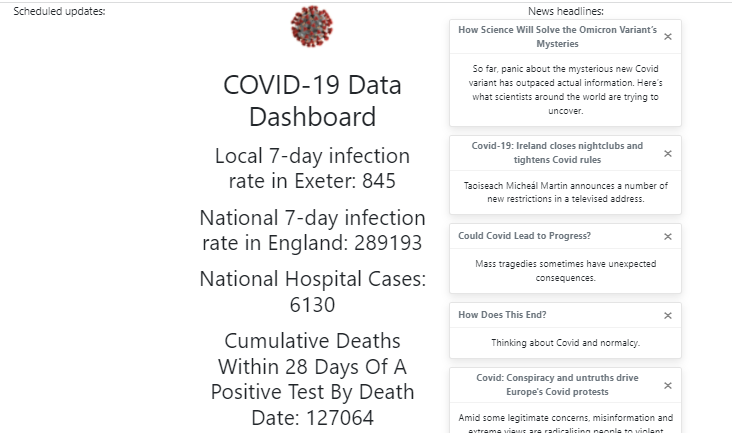 Scheduled updates:
COVID-19 Data
Dashboard
Local 7-day infection
rate in Exeter: 845
National 7-day infection
rate in England: 289193
National Hospital Cases:
6130
Cumulative Deaths
Within 28 Days Of A
Positive Test By Death
Date: 127064
News headlines:
How Science Will Solve the Omicron Variant's
Mysteries
So far, panic about the mysterious new Covid
variant has outpaced actual information. Here's
what scientists around the world are trying to
uncover.
Covid-19: Ireland closes nightclubs and
tightens Covid rules
Taoiseach Micheál Martin announces a number of
new restrictions in a televised address.
Could Covid Lead to Progress?
Mass tragedies sometimes have unexpected
consequences.
How Does This End?
Thinking about Covid and normalcy.
Covid: Conspiracy and untruths drive
Europe's Covid protests
Amid some legitimate concerns, misinformation and
extreme views are radicalising people to violent